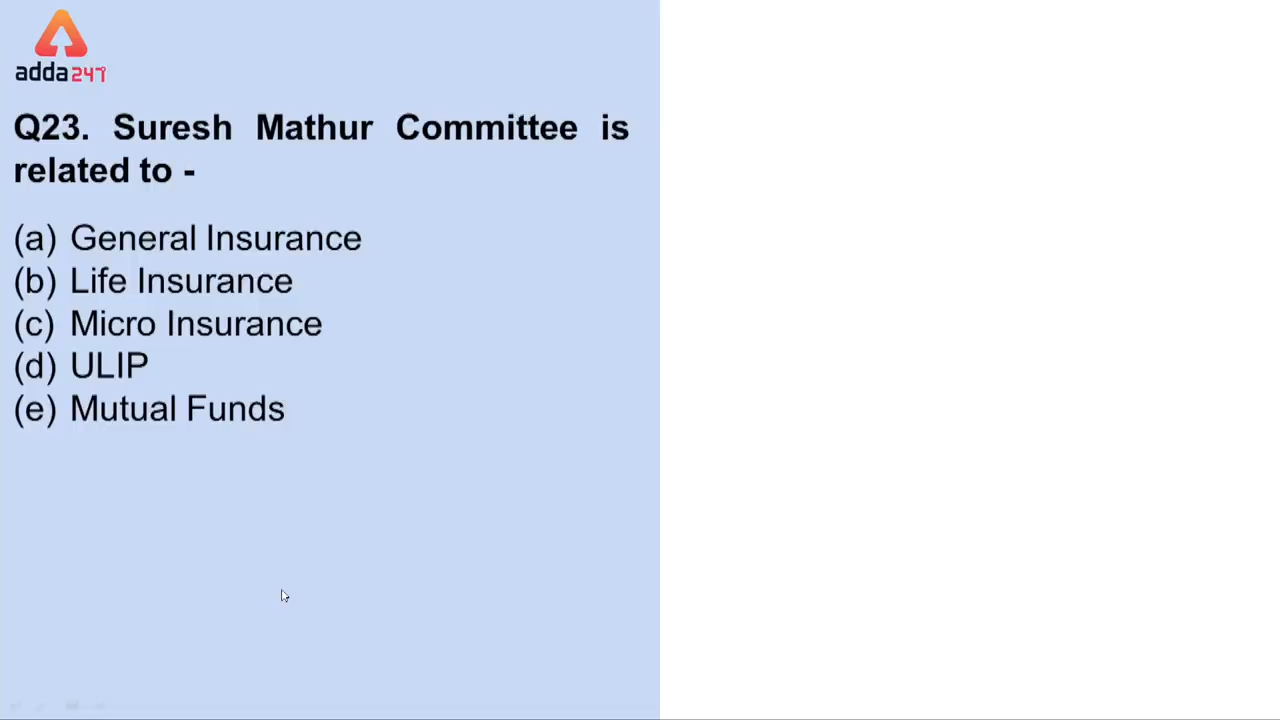 adda247
Q23. Suresh Mathur Committee is
related to -
(a) General Insurance
(b) Life Insurance
(c) Micro Insurance
(d) ULIP
(e) Mutual Funds